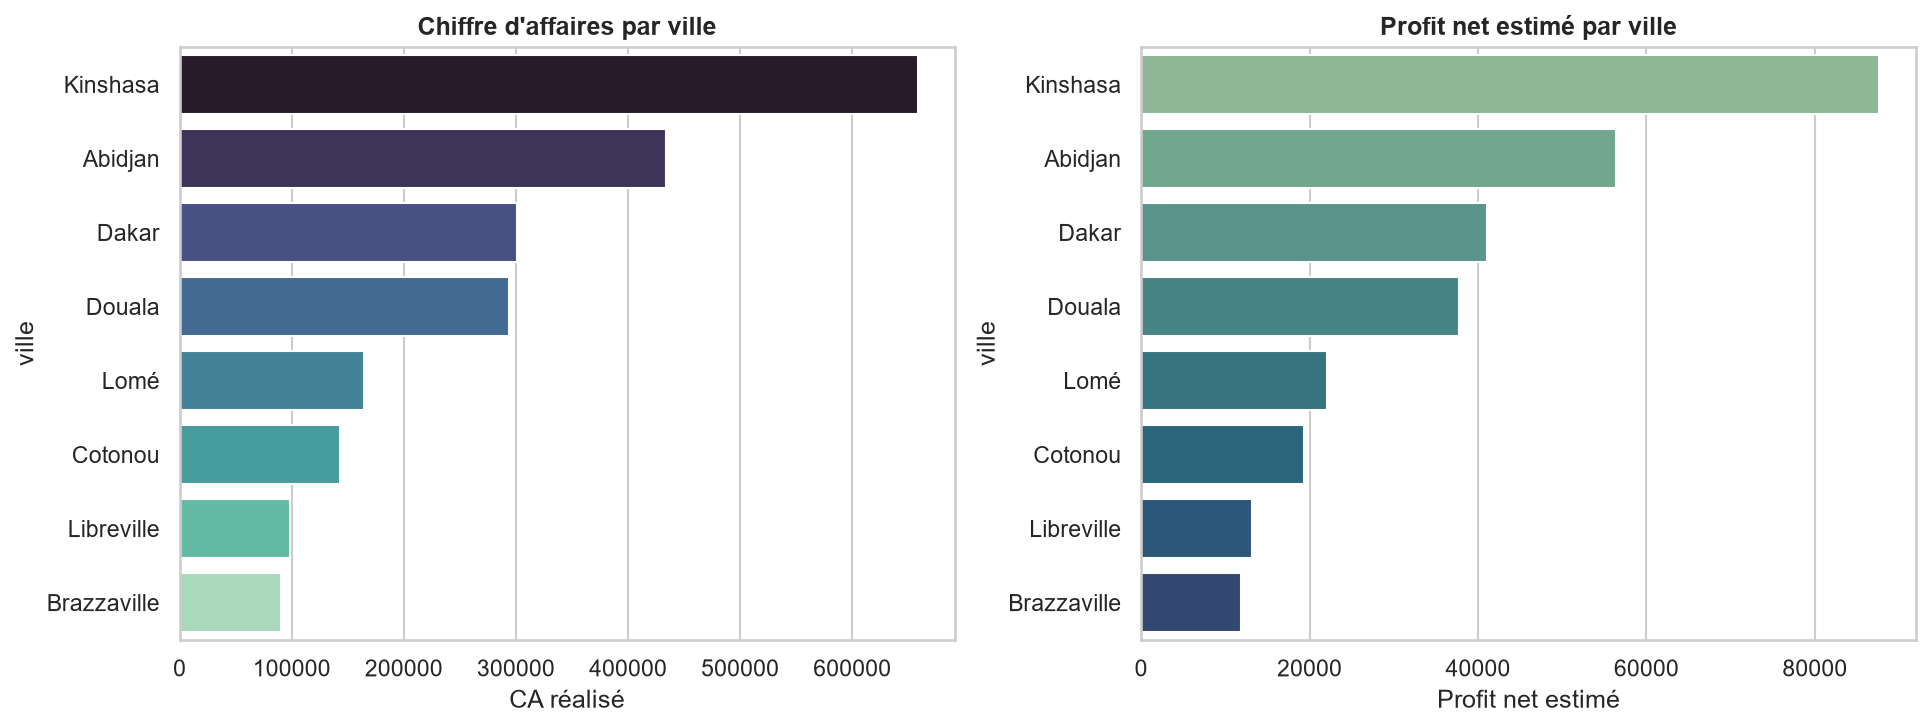 Chiffre d'affaires par ville
Kinshasa
Abidjan
Dakar
Douala
Lomé
Cotonou
Libreville
Brazzaville
ville
0 100000 200000 300000 400000 500000 600000
CA réalisé
Profit net estimé par ville
Kinshasa
Abidjan
Dakar
Douala
Lomé
Cotonou
Libreville
Brazzaville
ville
0 20000 40000 60000 80000
Profit net estimé